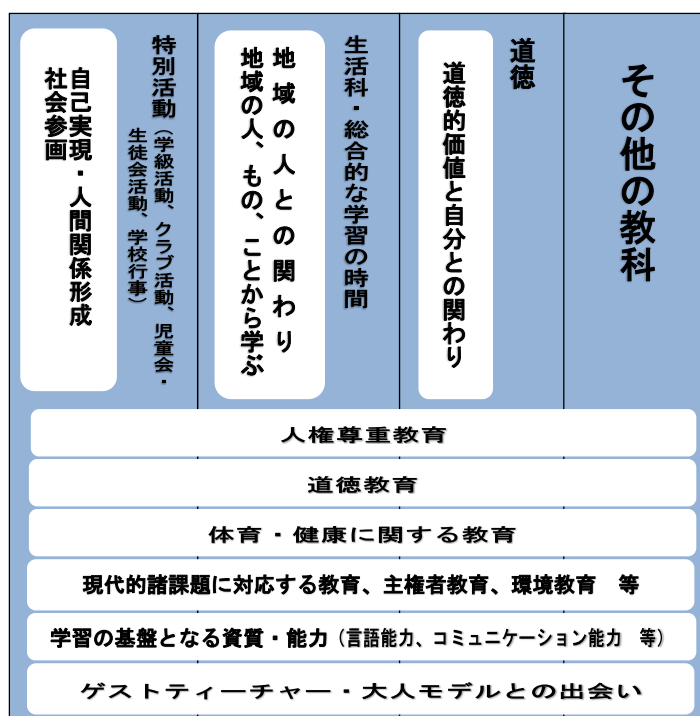 その他の教科
道徳
道徳的価値と自分との関わり
生活科・総合的な学習の時間
地域の人との関わり
地域の人、もの、ことから学ぶ
特別活動
（学級活動、クラブ活動、児童会・
生徒会活動、学校行事）
自己実現・人間関係形成
社会参画
人権尊重教育
道徳教育
体育・健康に関する教育
現代的諸課題に対応する教育、主権者教育、環境教育　等
学習の基盤となる資質・能力（言語能力、コミュニケーション能力　等）
ゲストティーチャー・大人モデルとの出会い